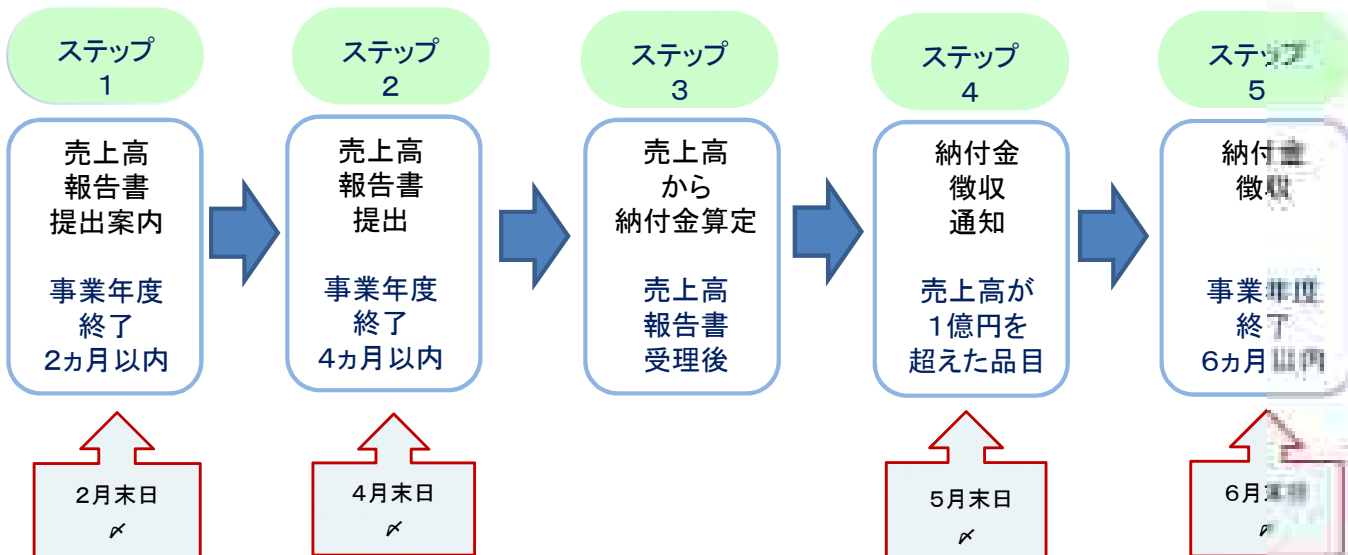 ステップ
1
売上高
報告書
提出案内
事業年度
終了
2ヵ月以内
2月末日
〆
ステップ
2
売上高
報告書
提出
事業年度
終了
4ヵ月以内
4月末日
〆
ステップ
3
売上高
から
納付金算定
売上高
報告書
受理後
ステップ
4
納付金
徴収
通知
売上高が
1億円を
超えた品目
5月末日
〆
ステップ
5
納付金
徴収
事業年度
終了
6ヵ月以内
6月末日
〆